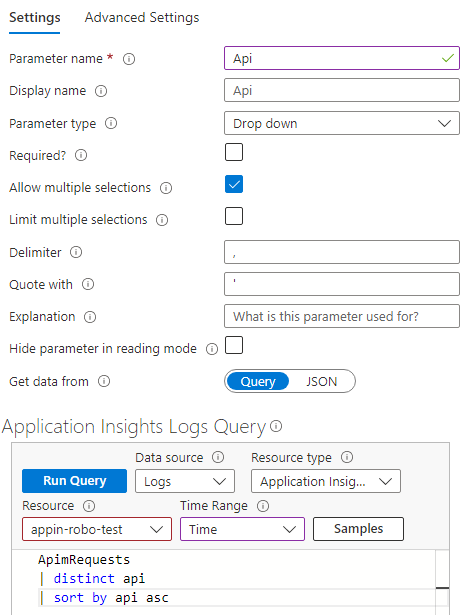 Settings Advanced Settings
Parameter name *
Api
Display name
Api
Parameter type
Drop down
Required?
Allow multiple selections
Limit multiple selections
Delimiter
,
Quote with
'
Explanation
What is this parameter used for?
Hide parameter in reading mode
Get data from
Query JSON
Application Insights Logs Query
Data source Resource type
Run Query Logs Application Insig...
Resource Time Range
appin-robo-test Time Samples
ApimRequests
| distinct api
| sort by api asc